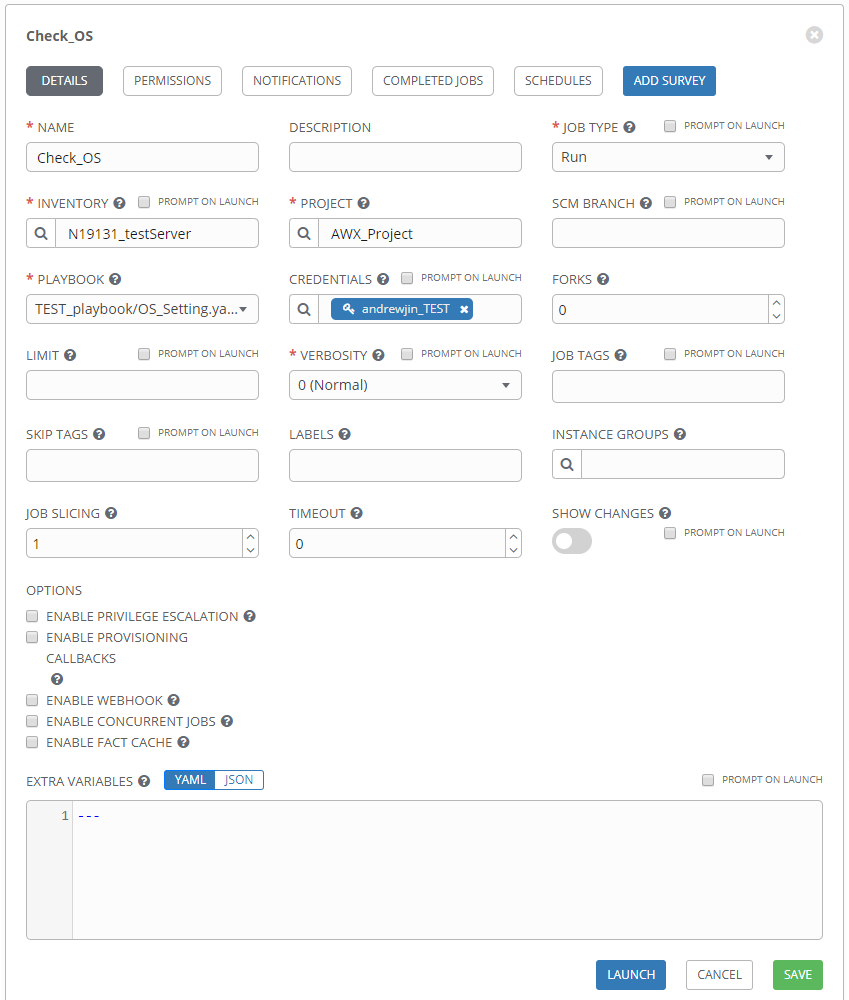 Check_OS
DETAILS PERMISSIONS NOTIFICATIONS COMPLETED JOBS SCHEDULES ADD SURVEY
* NAME DESCRIPTION * JOB TYPE ? PROMPT ON LAUNCH
Check_OS Run
* INVENTORY ? PROMPT ON LAUNCH * PROJECT ? SCM BRANCH ? PROMPT ON LAUNCH
N19131_testServer AWX_Project
* PLAYBOOK ? CREDENTIALS ? PROMPT ON LAUNCH FORKS ?
TEST_playbook/OS_Setting.ya... andrewjin_TEST × 0
LIMIT ? PROMPT ON LAUNCH * VERBOSITY ? PROMPT ON LAUNCH JOB TAGS ? PROMPT ON LAUNCH
0 (Normal)
SKIP TAGS ? PROMPT ON LAUNCH LABELS ? INSTANCE GROUPS ?
JOB SLICING ? TIMEOUT ? SHOW CHANGES ? PROMPT ON LAUNCH
1 0
OPTIONS
ENABLE PRIVILEGE ESCALATION ?
ENABLE PROVISIONING
CALLBACKS
?
ENABLE WEBHOOK ?
ENABLE CONCURRENT JOBS ?
ENABLE FACT CACHE ?
EXTRA VARIABLES ? YAML JSON PROMPT ON LAUNCH
1 ---
LAUNCH CANCEL SAVE